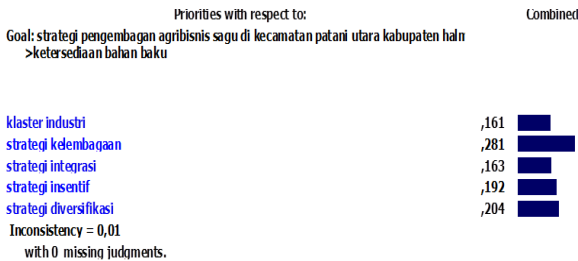 Priorities with respect to: Combined
Goal: strategi pengembagan agribisnis sagu di kecamatan patani utara kabupaten haln
>ketersediaan bahan baku
klaster industri ,161
strategi kelembagaan ,281
strategi integrasi ,163
strategi insentif ,192
strategi diversifikasi ,204
Inconsistency = 0,01
with 0 missing judgments.